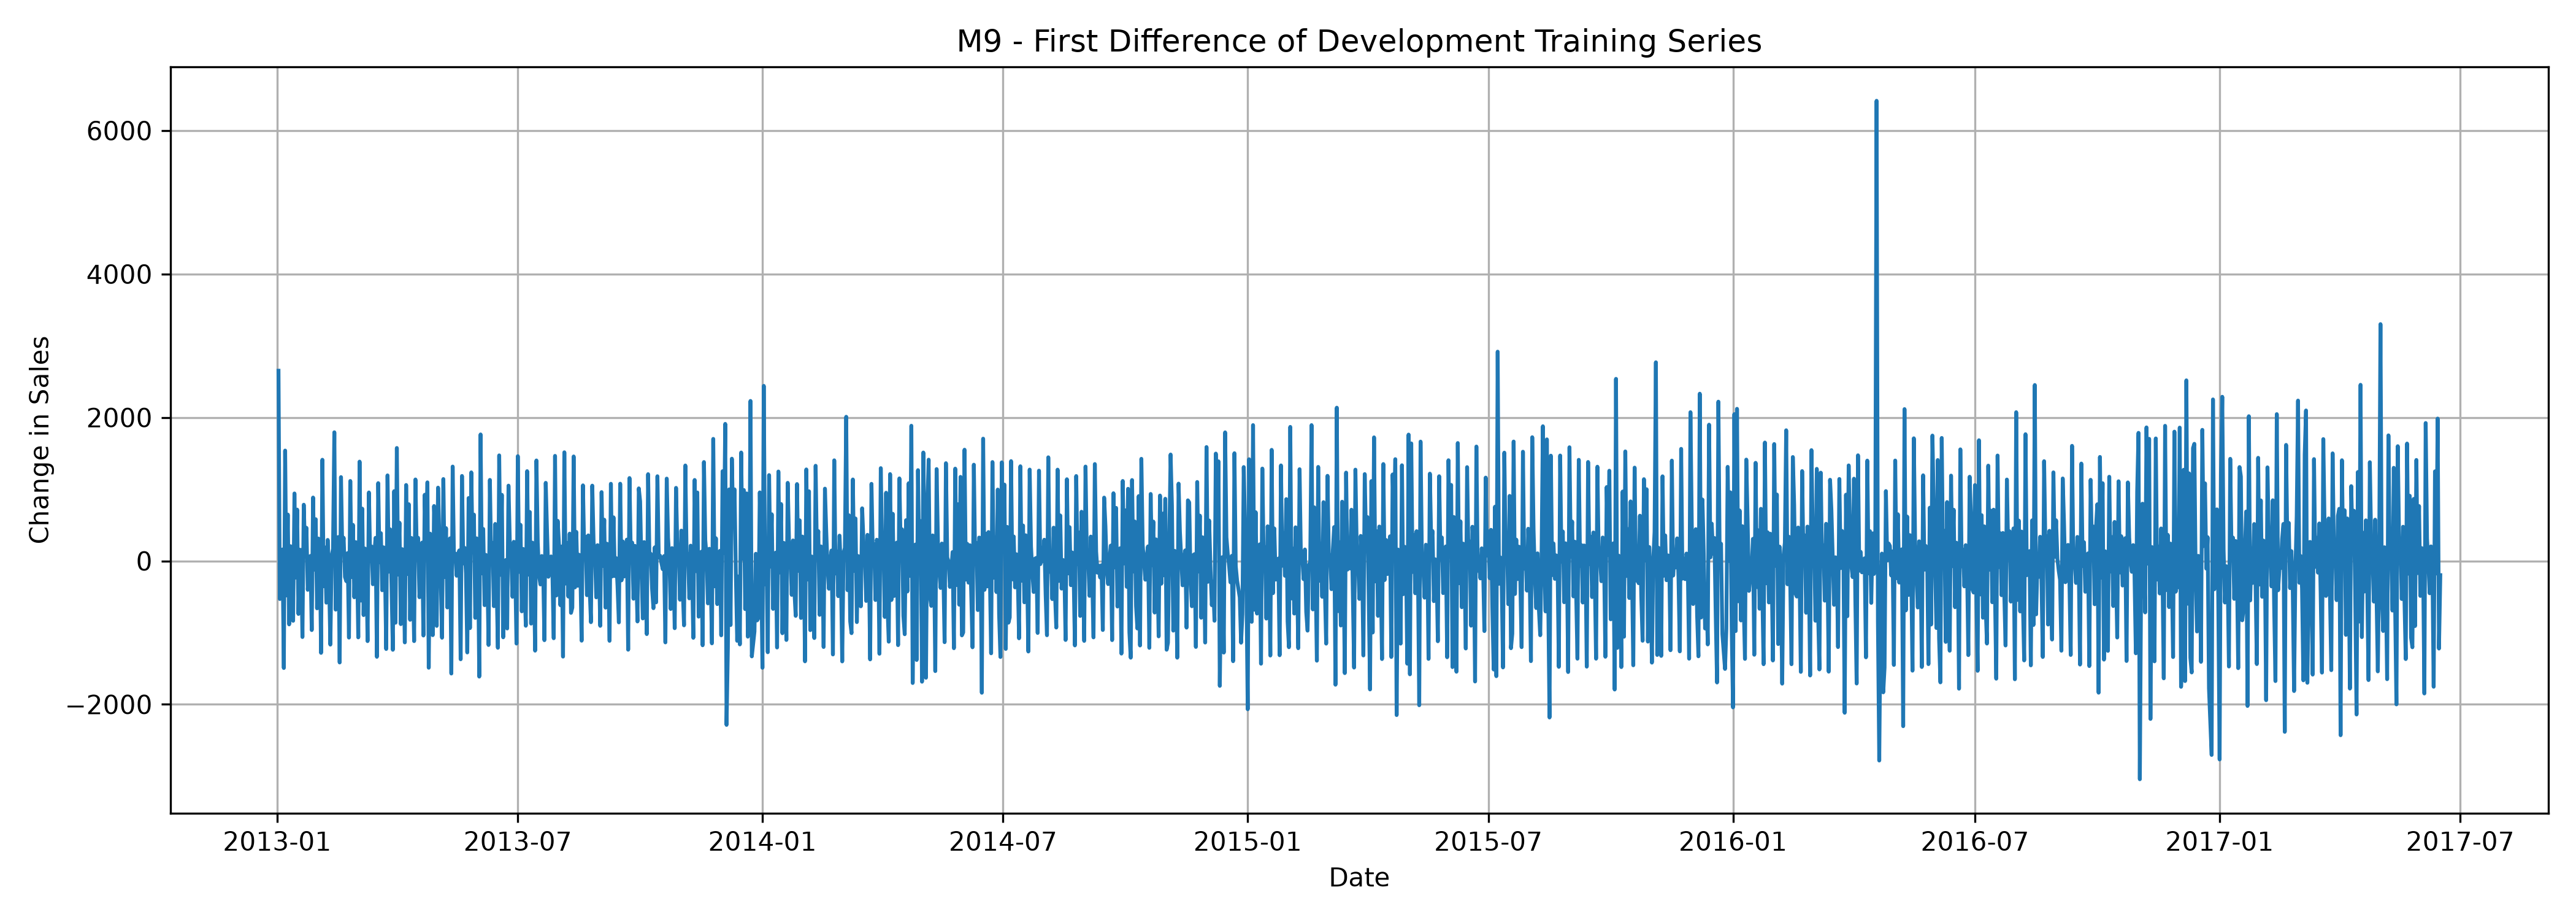 M9 - First Difference of Development Training Series
Change in Sales
6000
4000
2000
0
−2000
2013-01 2013-07 2014-01 2014-07 2015-01 2015-07 2016-01 2016-07 2017-01 2017-07
Date